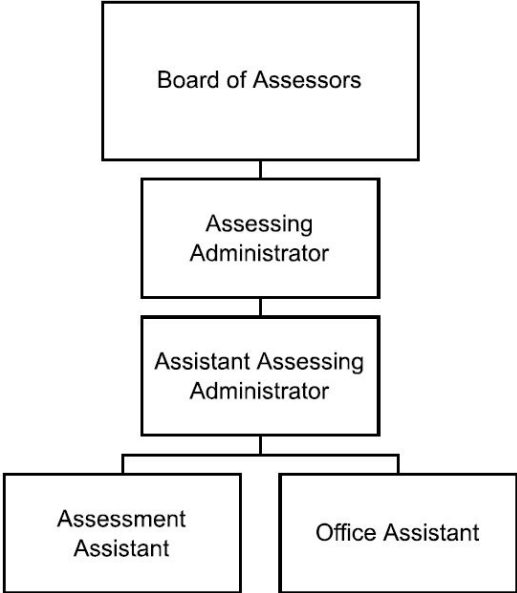 Board of Assessors
Assessing
Administrator
Assistant Assessing
Administrator
Assessment
Assistant
Office Assistant